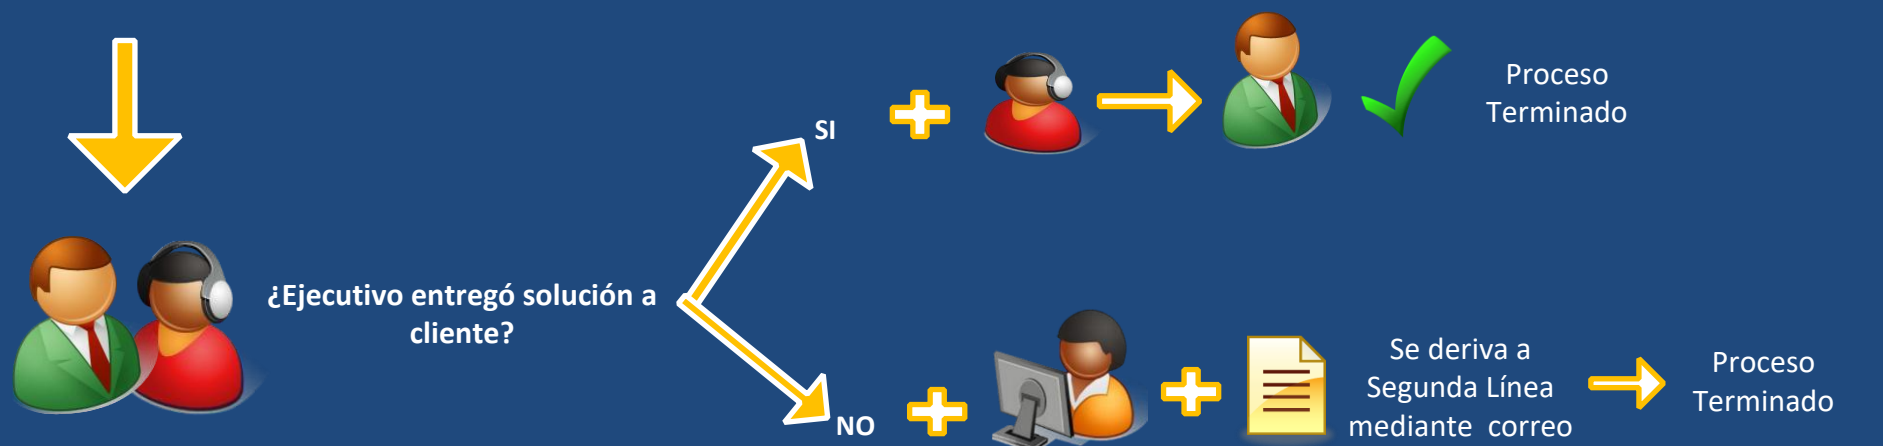 SI
Proceso
Terminado
¿Ejecutivo entregó solución a
cliente?
NO
Se deriva a
Segunda Línea
mediante correo
Proceso
Terminado